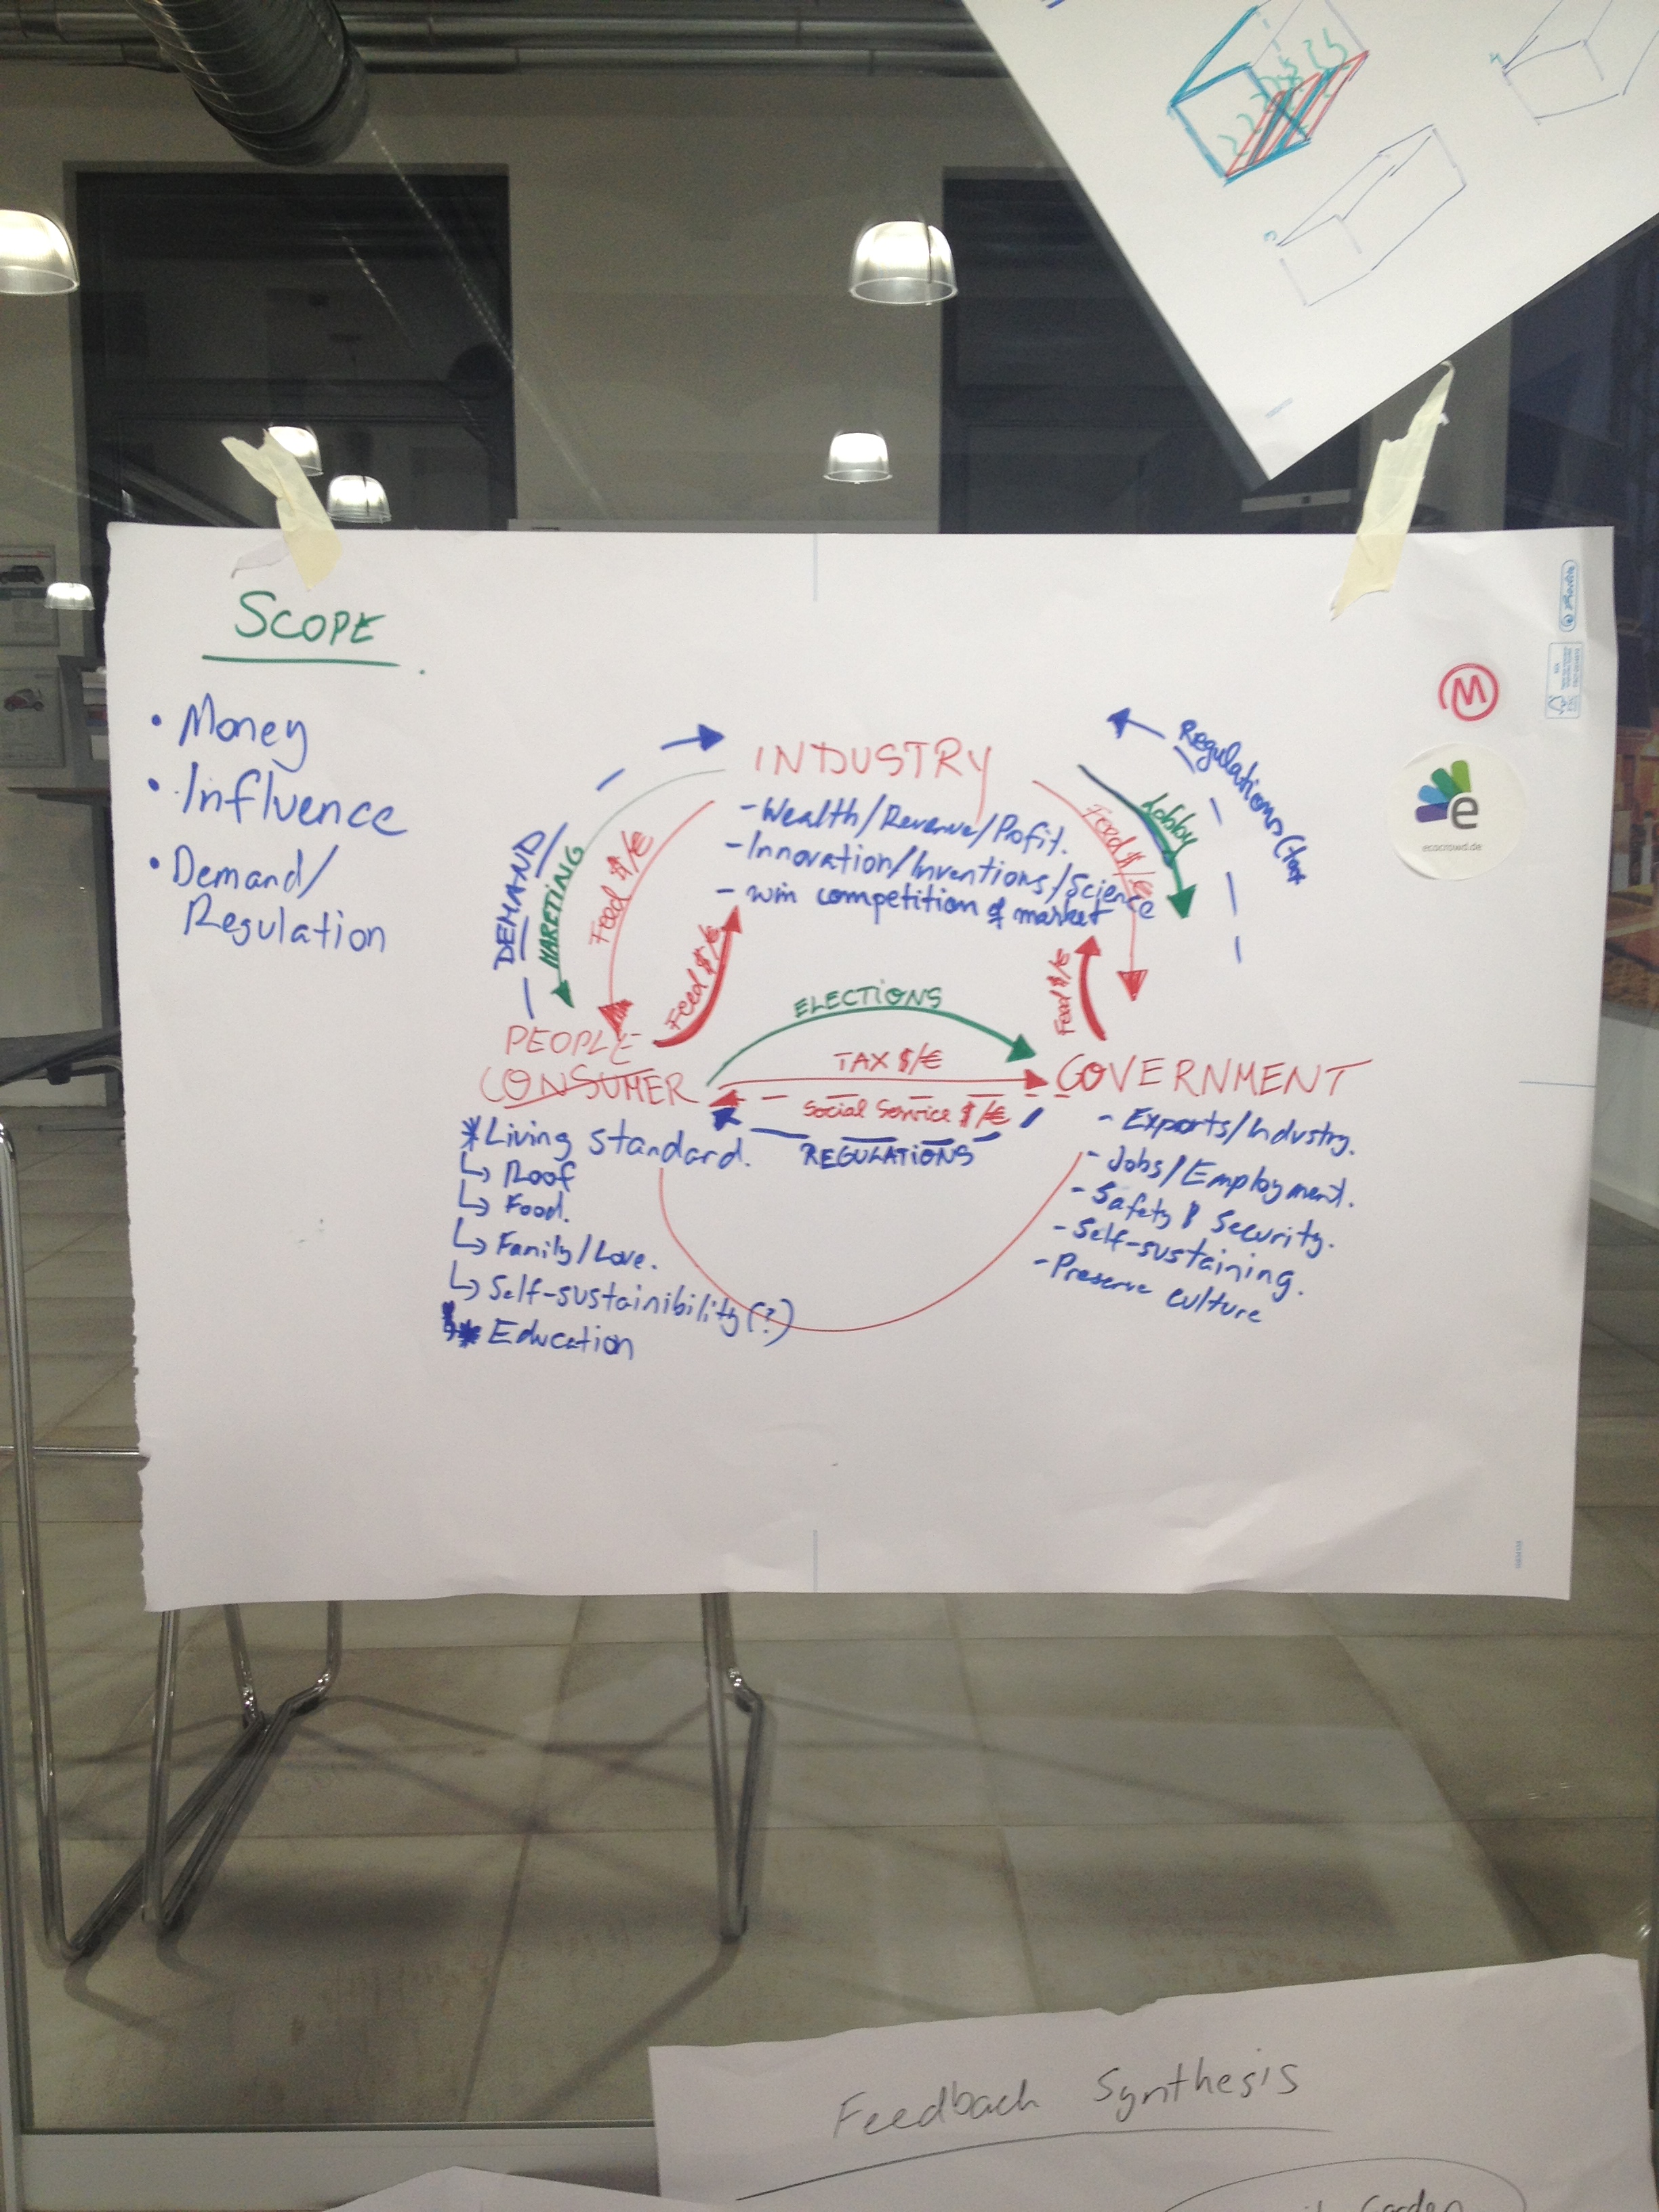 SCOPE
• Money
• Influence
• Demand/
Regulation
INDUSTRY
- Wealth/Revenue/Profit.
- Innovation/Inventions/Science
- win competition of market
DEMAND/
MARKETING
Feed $/€
Feed $/€
Feed $/€
Lobby
Regulations
Feed $/€
ELECTIONS
TAX $/€
Social Service $/€
REGULATIONS
PEOPLE
CONSUMER
* Living standard.
↳ Roof
↳ Food.
↳ Family/Love.
↳ Self-sustainibility(?)
↳* Education
GOVERNMENT
- Exports/Industry.
- Jobs/Employment.
- Safety & Security.
- Self-sustaining.
- Preserve culture
M
e
ecocrowd.de
Feedback Synthesis